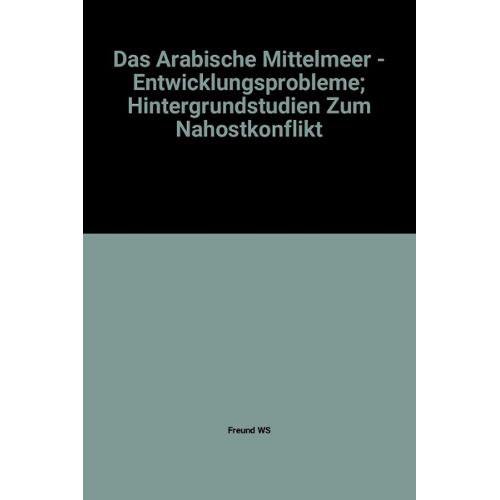 Das Arabische Mittelmeer -
Entwicklungsprobleme;
Hintergrundstudien Zum
Nahostkonflikt
Freund WS